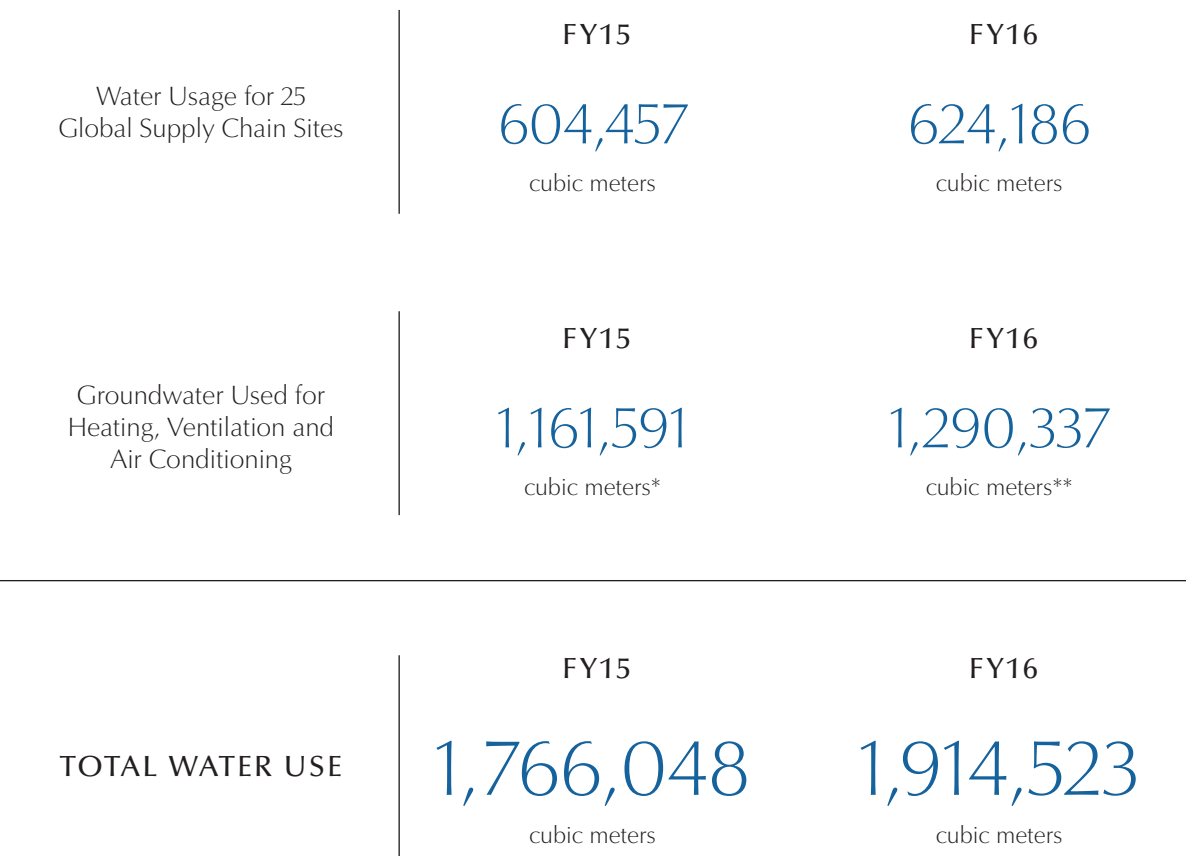 FY15
FY16
Water Usage for 25
Global Supply Chain Sites
604,457
624,186
cubic meters
cubic meters
FY15
FY16
Groundwater Used for
Heating, Ventilation and
Air Conditioning
1,161,591
1,290,337
cubic meters*
cubic meters**
FY15
FY16
TOTAL WATER USE
1,766,048
1,914,523
cubic meters
cubic meters